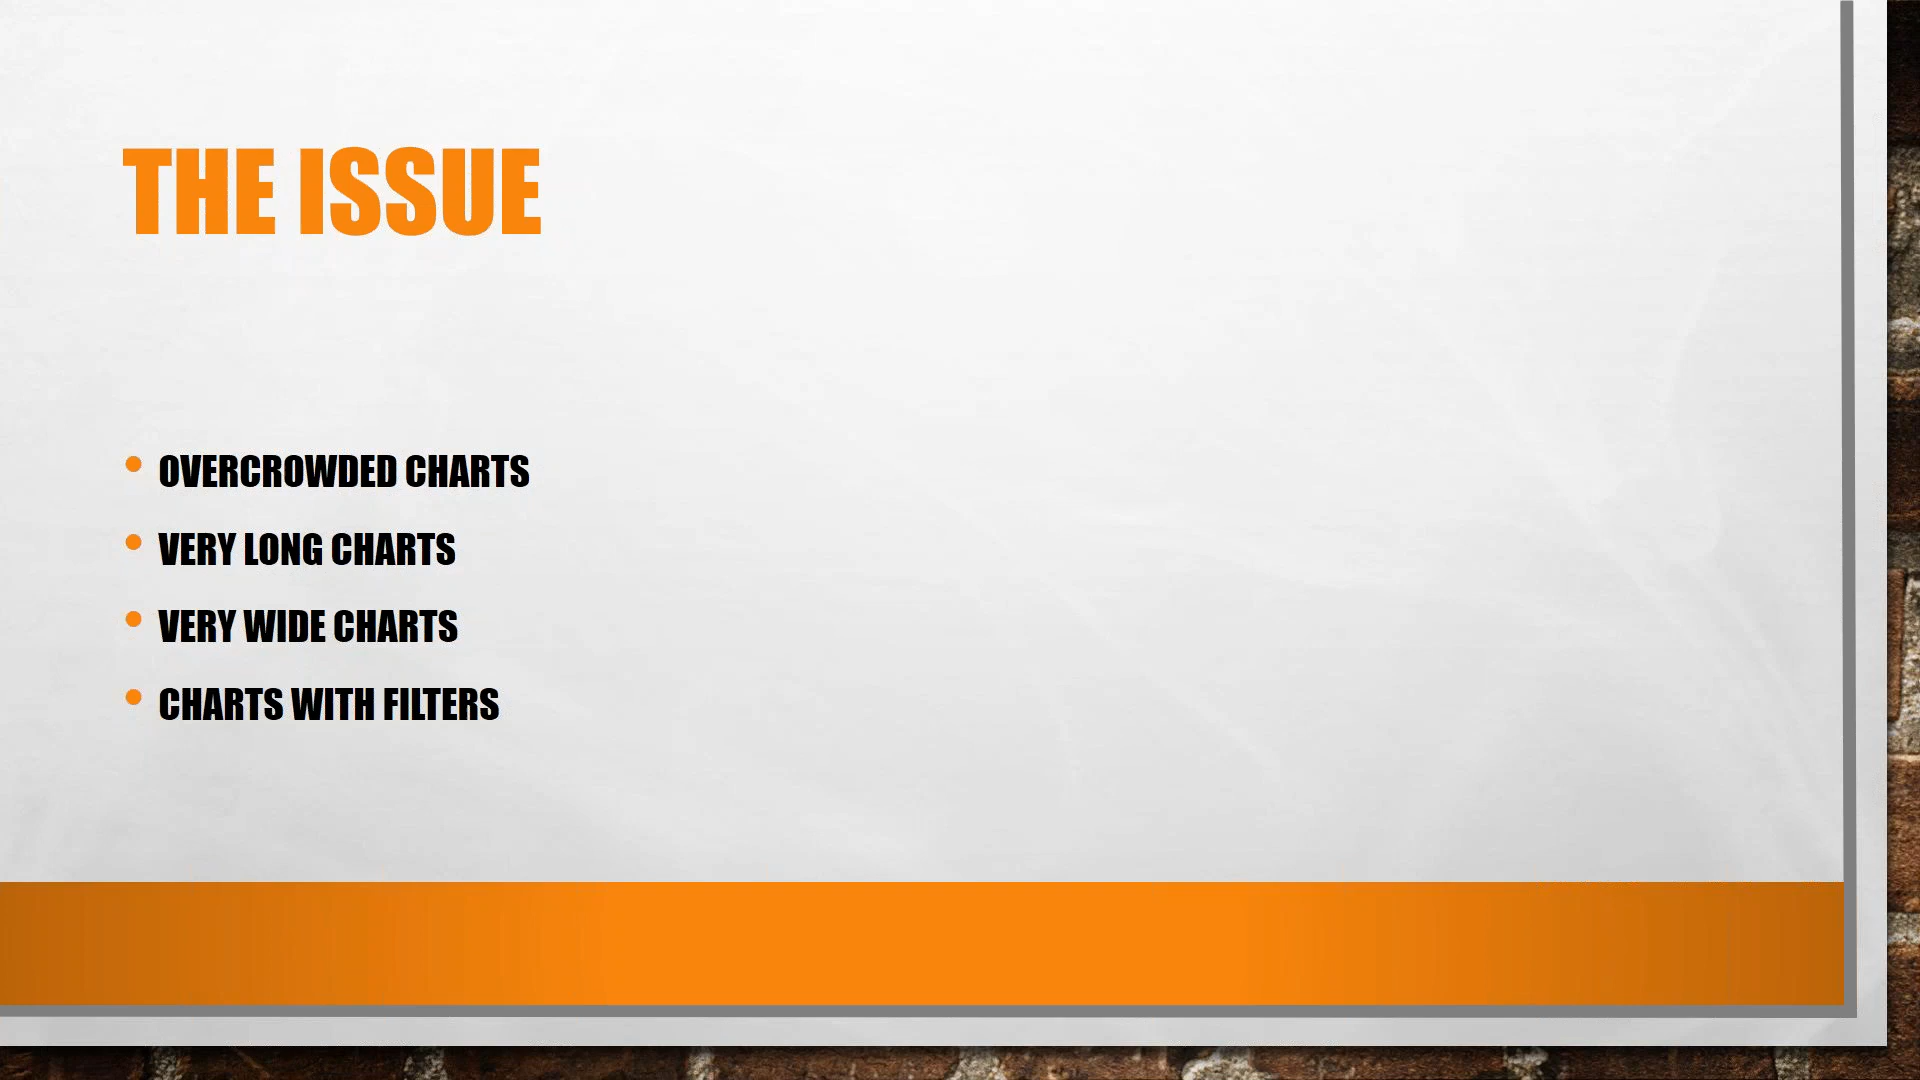 THE ISSUE
• OVERCROWDED CHARTS
• VERY LONG CHARTS
• VERY WIDE CHARTS
• CHARTS WITH FILTERS